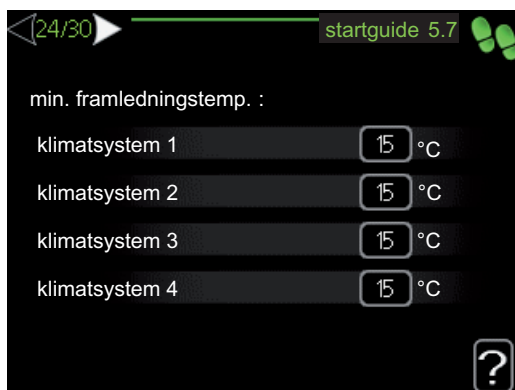 24/30
startguide 5.7
min. framledningstemp. :
klimatsystem 1 15 °C
klimatsystem 2 15 °C
klimatsystem 3 15 °C
klimatsystem 4 15 °C
?